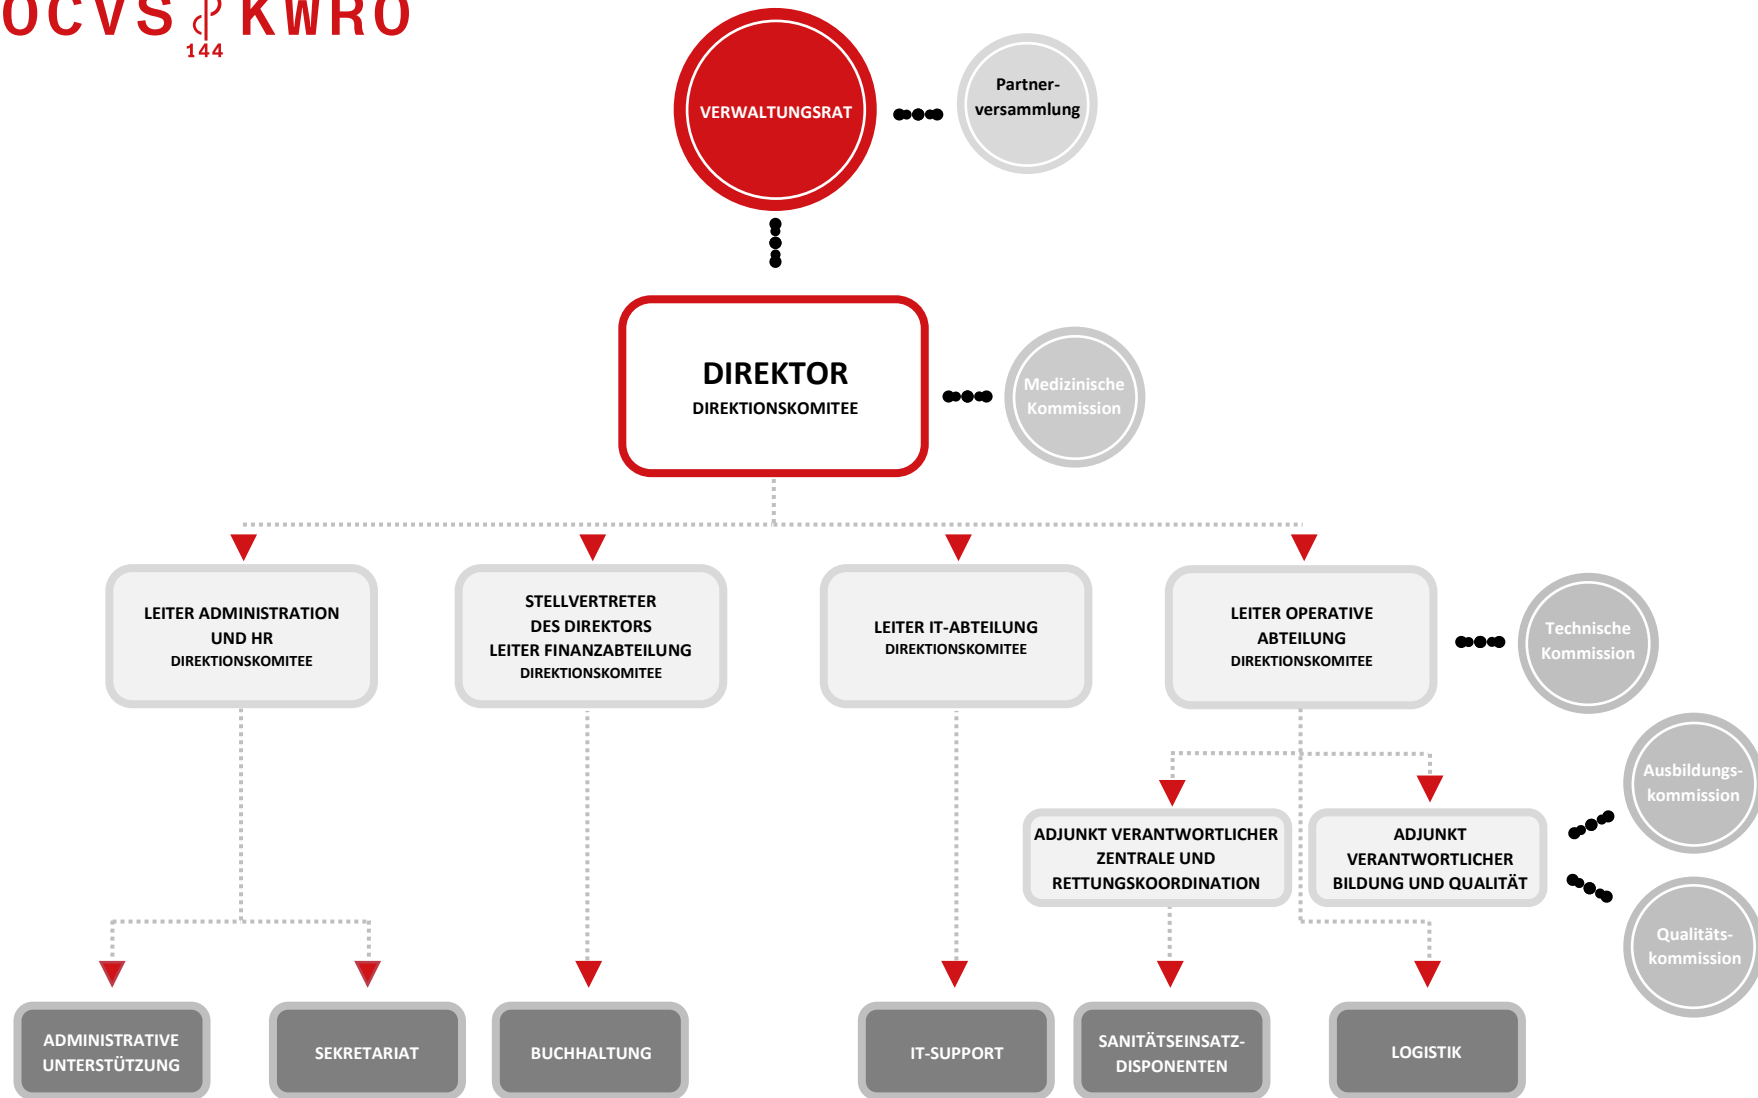 OCVS KWRO
144
VERWALTUNGSRAT
Partner-
versammlung
DIREKTOR
DIREKTIONSKOMITEE
Medizinische
Kommission
LEITER ADMINISTRATION
UND HR
DIREKTIONSKOMITEE
STELLVERTRETER
DES DIREKTORS
LEITER FINANZABTEILUNG
DIREKTIONSKOMITEE
LEITER IT-ABTEILUNG
DIREKTIONSKOMITEE
LEITER OPERATIVE
ABTEILUNG
DIREKTIONSKOMITEE
Technische
Kommission
ADJUNKT VERANTWORTLICHER
ZENTRALE UND
RETTUNGSKOORDINATION
ADJUNKT
VERANTWORTLICHER
BILDUNG UND QUALITÄT
Ausbildungs-
kommission
Qualitäts-
kommission
ADMINISTRATIVE
UNTERSTÜTZUNG
SEKRETARIAT
BUCHHALTUNG
IT-SUPPORT
SANITÄTSEINSATZ-
DISPONENTEN
LOGISTIK